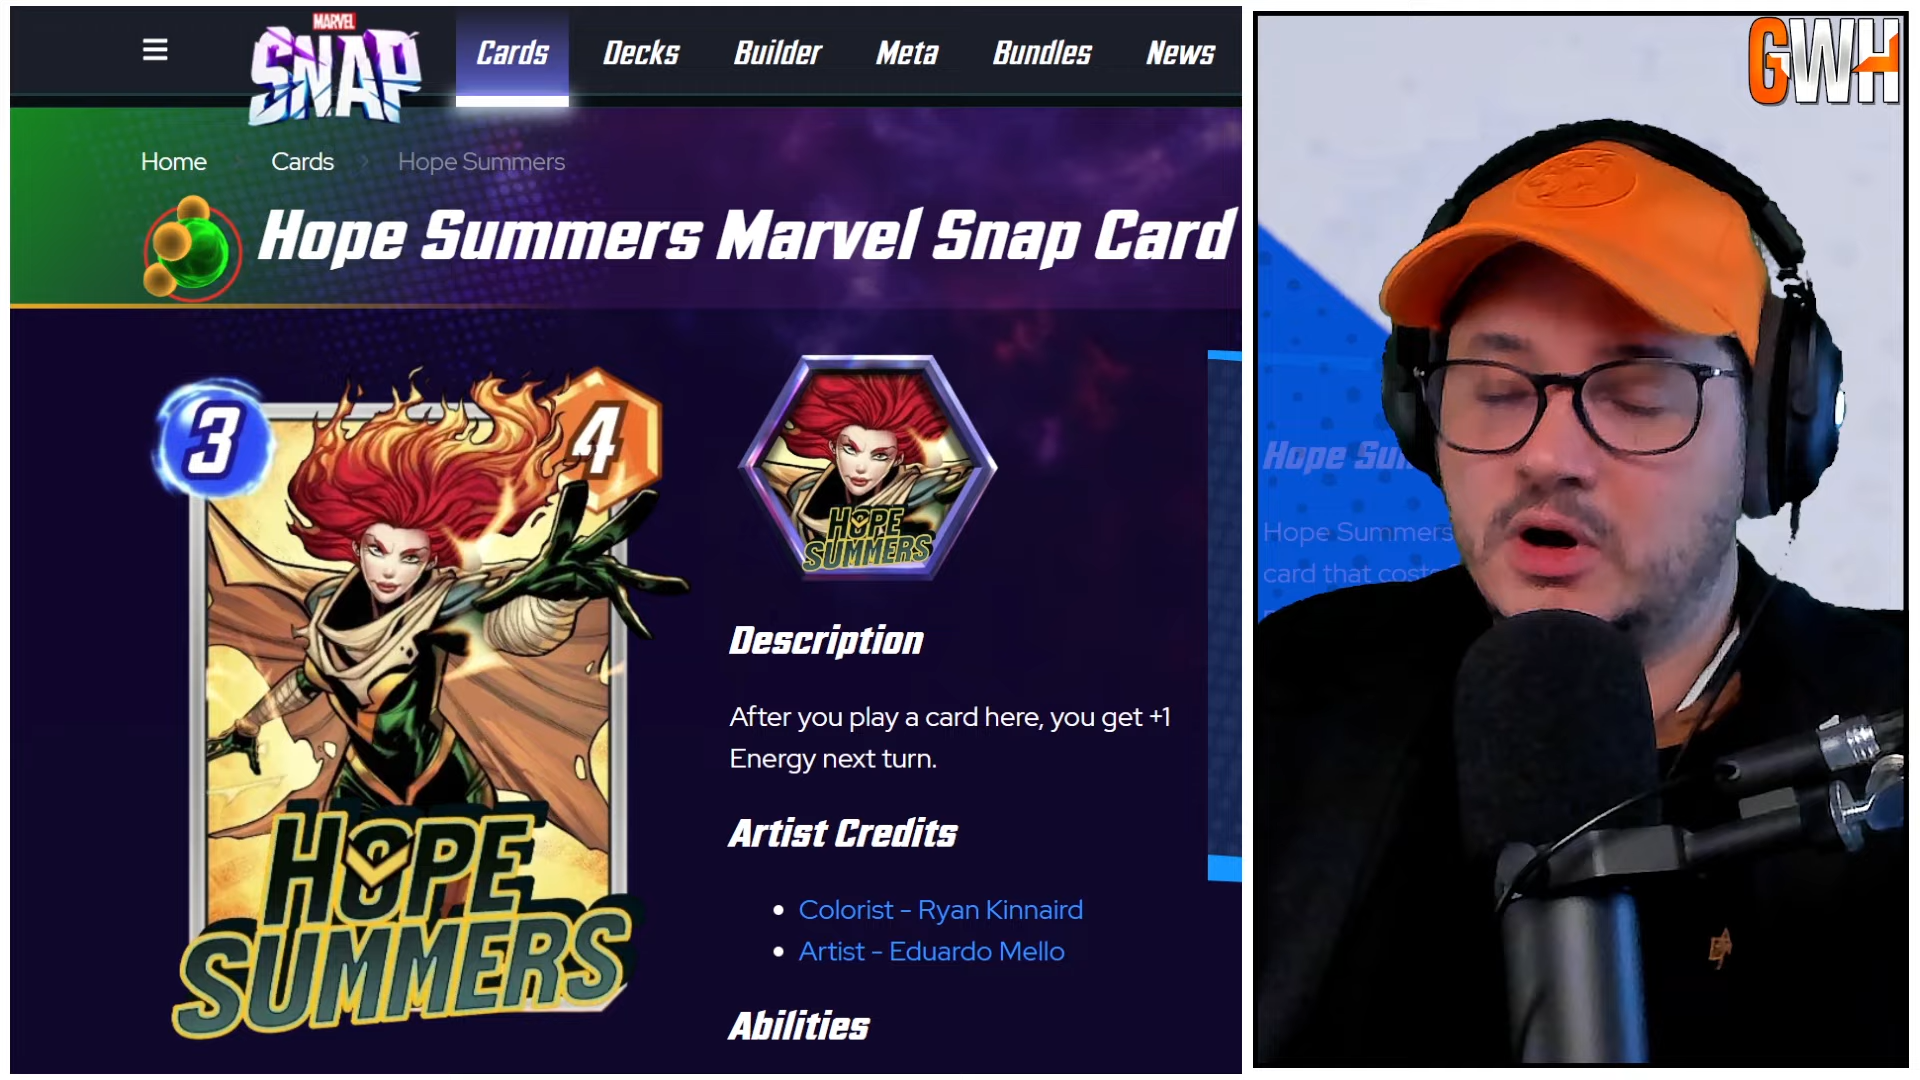 MARVEL
SNAP
Cards
Decks
Builder
Meta
Bundles
News
Home
Cards
Hope Summers
Hope Summers Marvel Snap Card
3
4
HOPE
SUMMERS
HOPE
SUMMERS
Description
After you play a card here, you get +1
Energy next turn.
Artist Credits
Colorist - Ryan Kinnaird
Artist - Eduardo Mello
Abilities
GWH
Hope
Hope Summers
card that